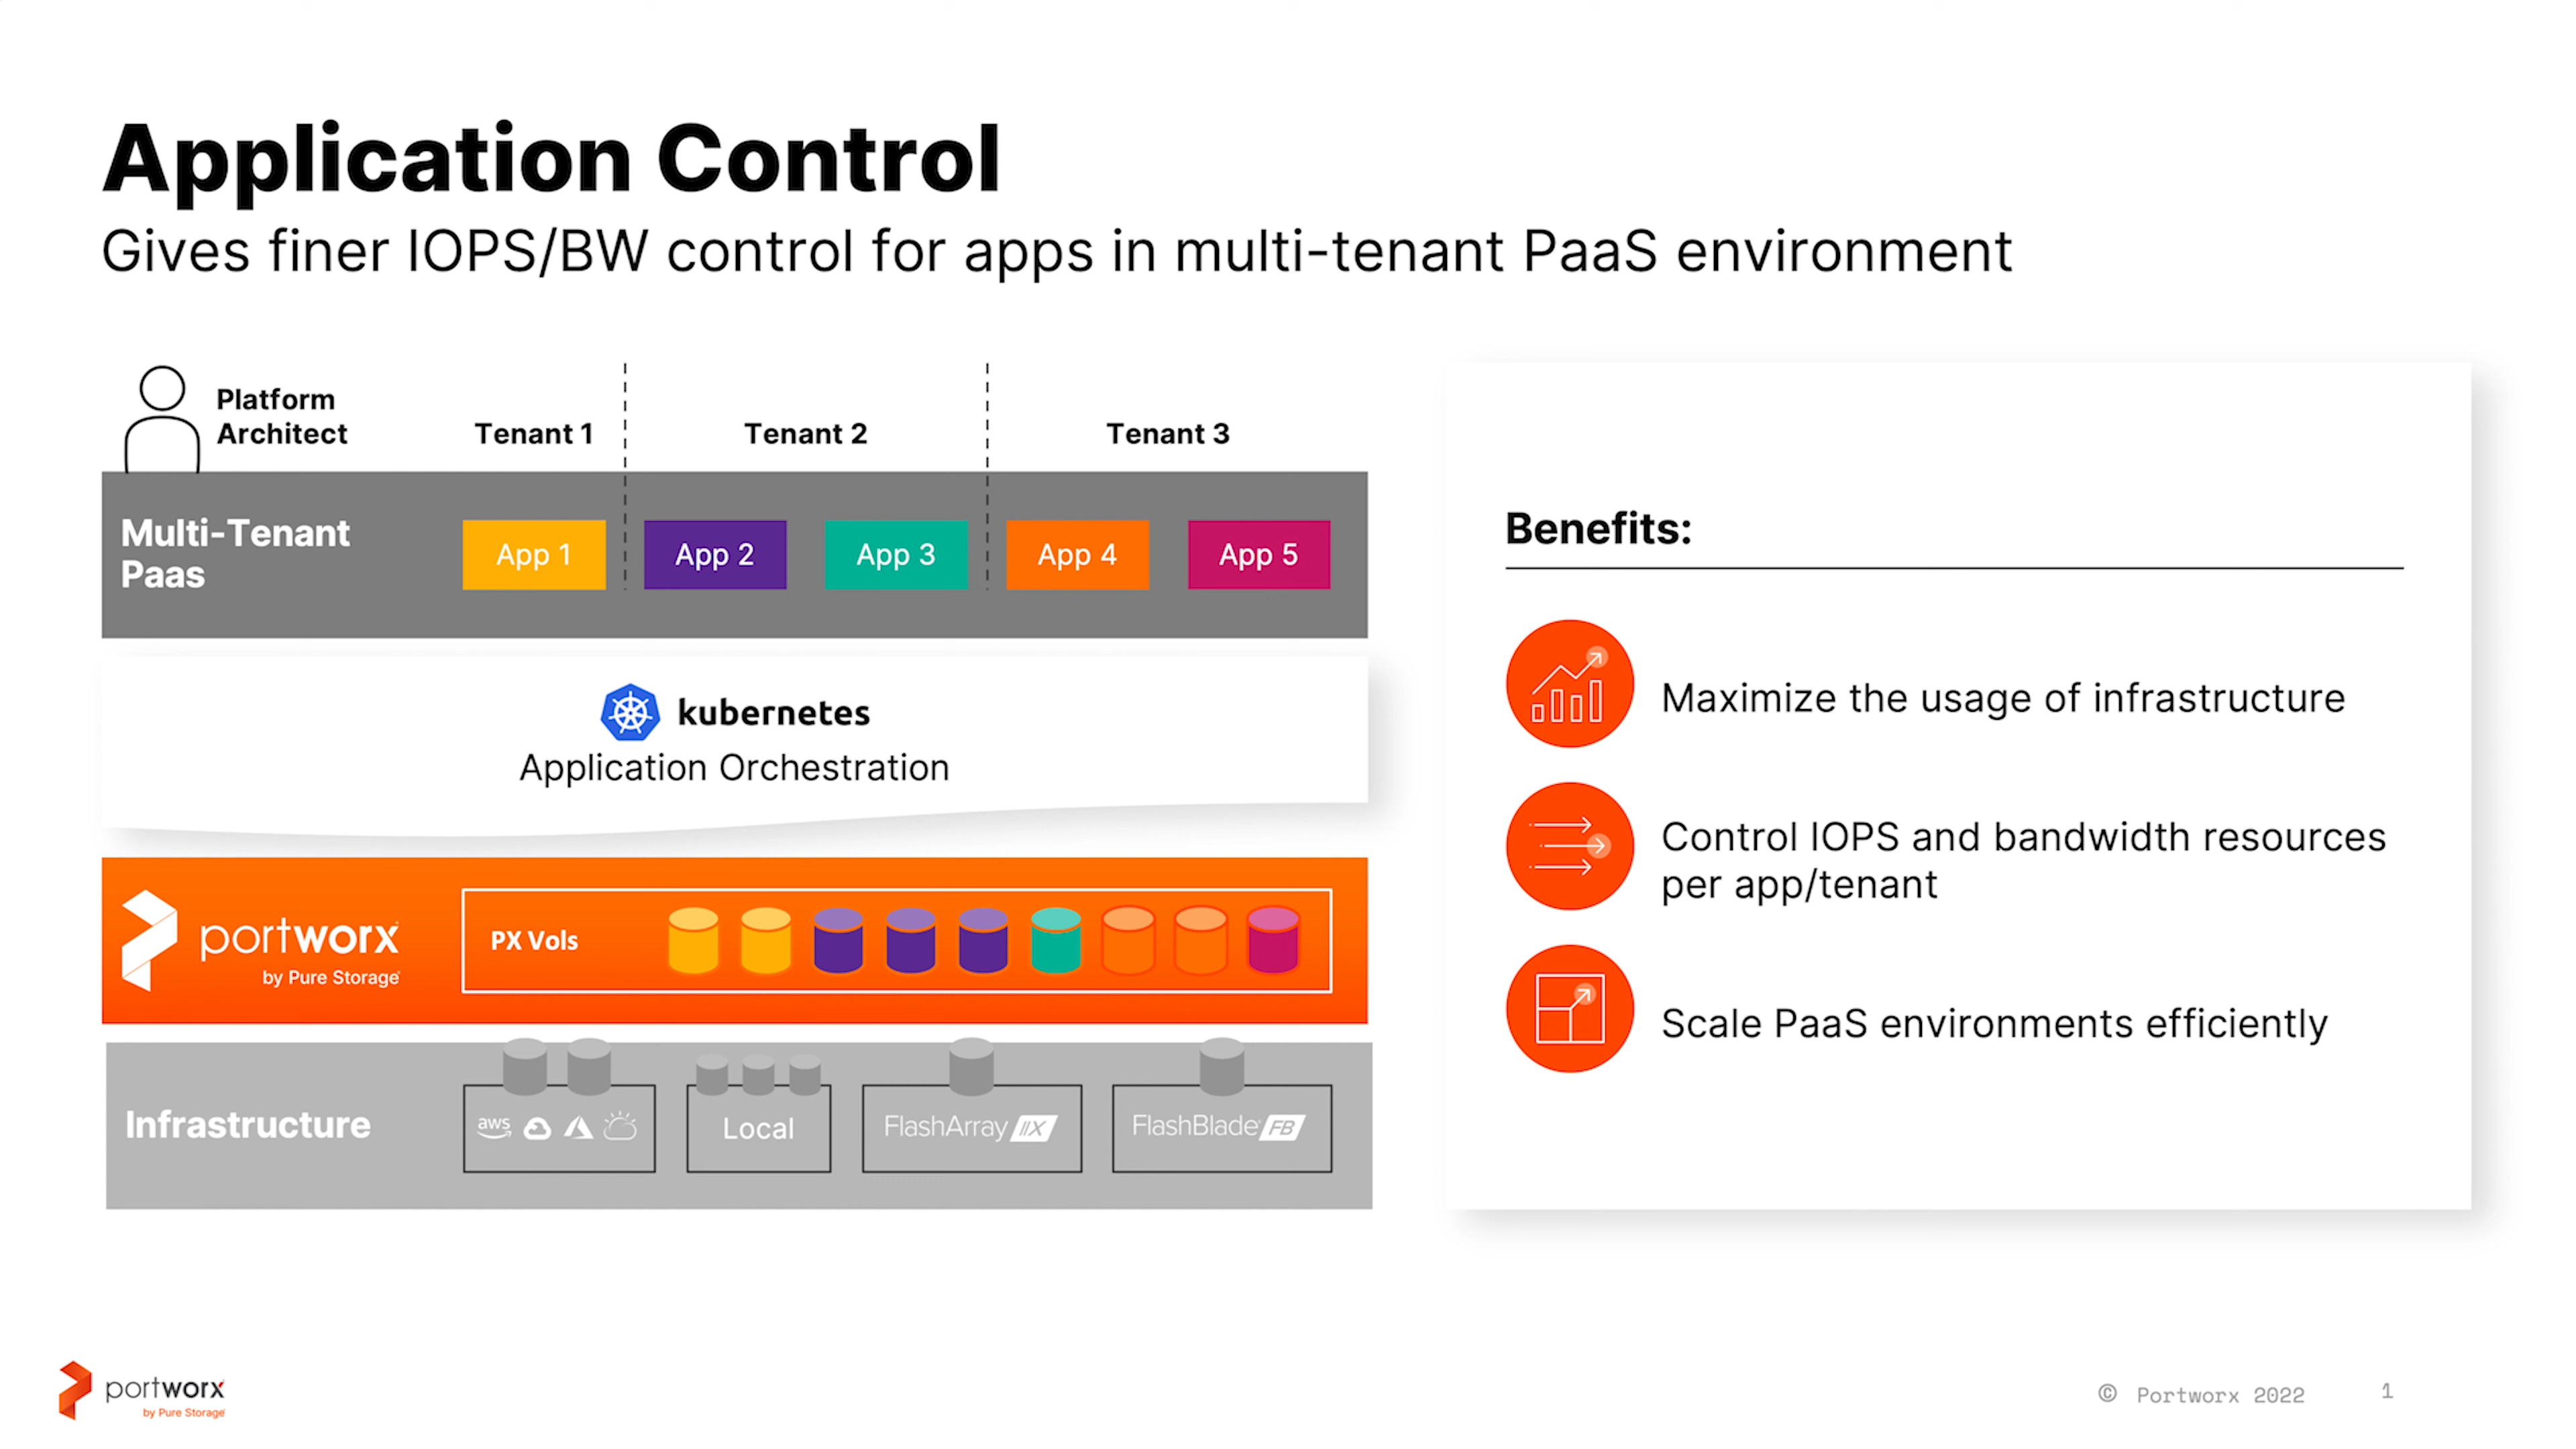 Application Control
Gives finer IOPS/BW control for apps in multi-tenant PaaS environment
Platform
Architect
Tenant 1
Tenant 2
Tenant 3
Multi-Tenant
Paas
App 1
App 2
App 3
App 4
App 5
kubernetes
Application Orchestration
portworx
by Pure Storage
PX Vols
Infrastructure
aws
Local
FlashArray //X
FlashBlade FB
Benefits:
Maximize the usage of infrastructure
Control IOPS and bandwidth resources
per app/tenant
Scale PaaS environments efficiently
portworx
by Pure Storage
© Portworx 2022
1